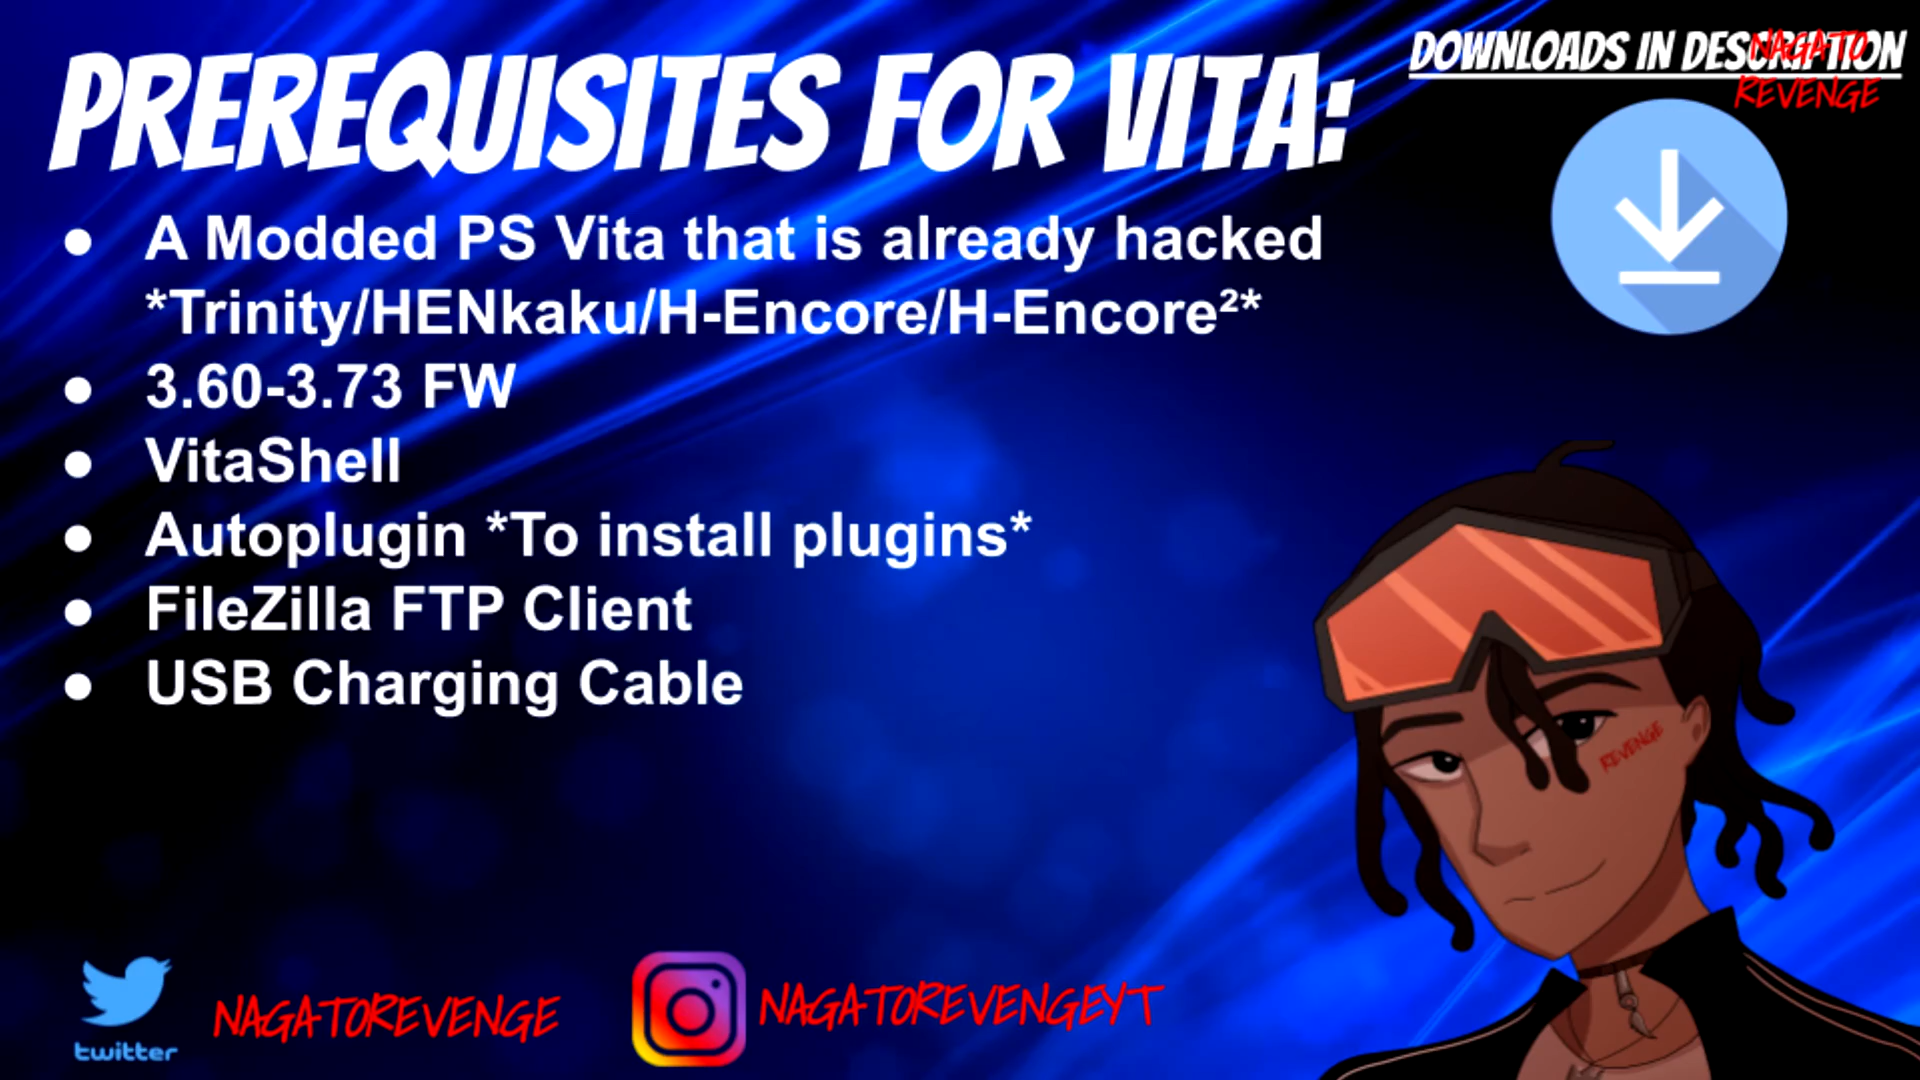 PREREQUISITES FOR VITA:
DOWNLOADS IN DESCRIPTION
NAGATO
REVENGE
● A Modded PS Vita that is already hacked
*Trinity/HENkaku/H-Encore/H-Encore²*
● 3.60-3.73 FW
● VitaShell
● Autoplugin *To install plugins*
● FileZilla FTP Client
● USB Charging Cable
REVENGE
twitter
NAGATOREVENGE
NAGATOREVENGEYT